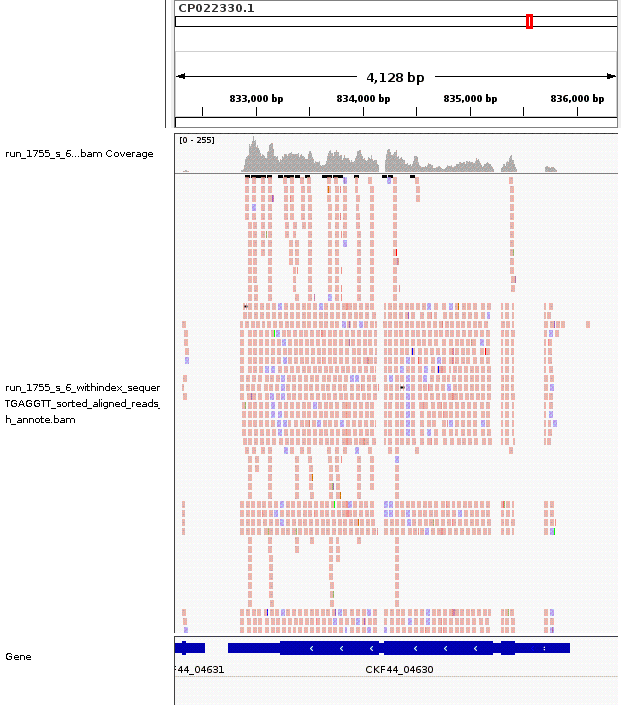 CP022330.1
4,128 bp
833,000 bp 834,000 bp 835,000 bp 836,000 bp
[0 - 255]
run_1755_s_6...bam Coverage
run_1755_s_6_withindex_sequer
TGAGGTT_sorted_aligned_reads_
h_annote.bam
Gene
F44_04631 CKF44_04630